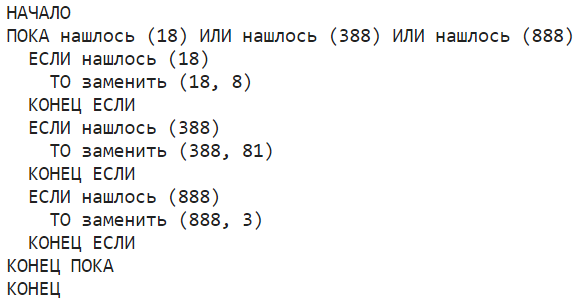 НАЧАЛО
ПОКА нашлось (18) ИЛИ нашлось (388) ИЛИ нашлось (888)
ЕСЛИ нашлось (18)
ТО заменить (18, 8)
КОНЕЦ ЕСЛИ
ЕСЛИ нашлось (388)
ТО заменить (388, 81)
КОНЕЦ ЕСЛИ
ЕСЛИ нашлось (888)
ТО заменить (888, 3)
КОНЕЦ ЕСЛИ
КОНЕЦ ПОКА
КОНЕЦ